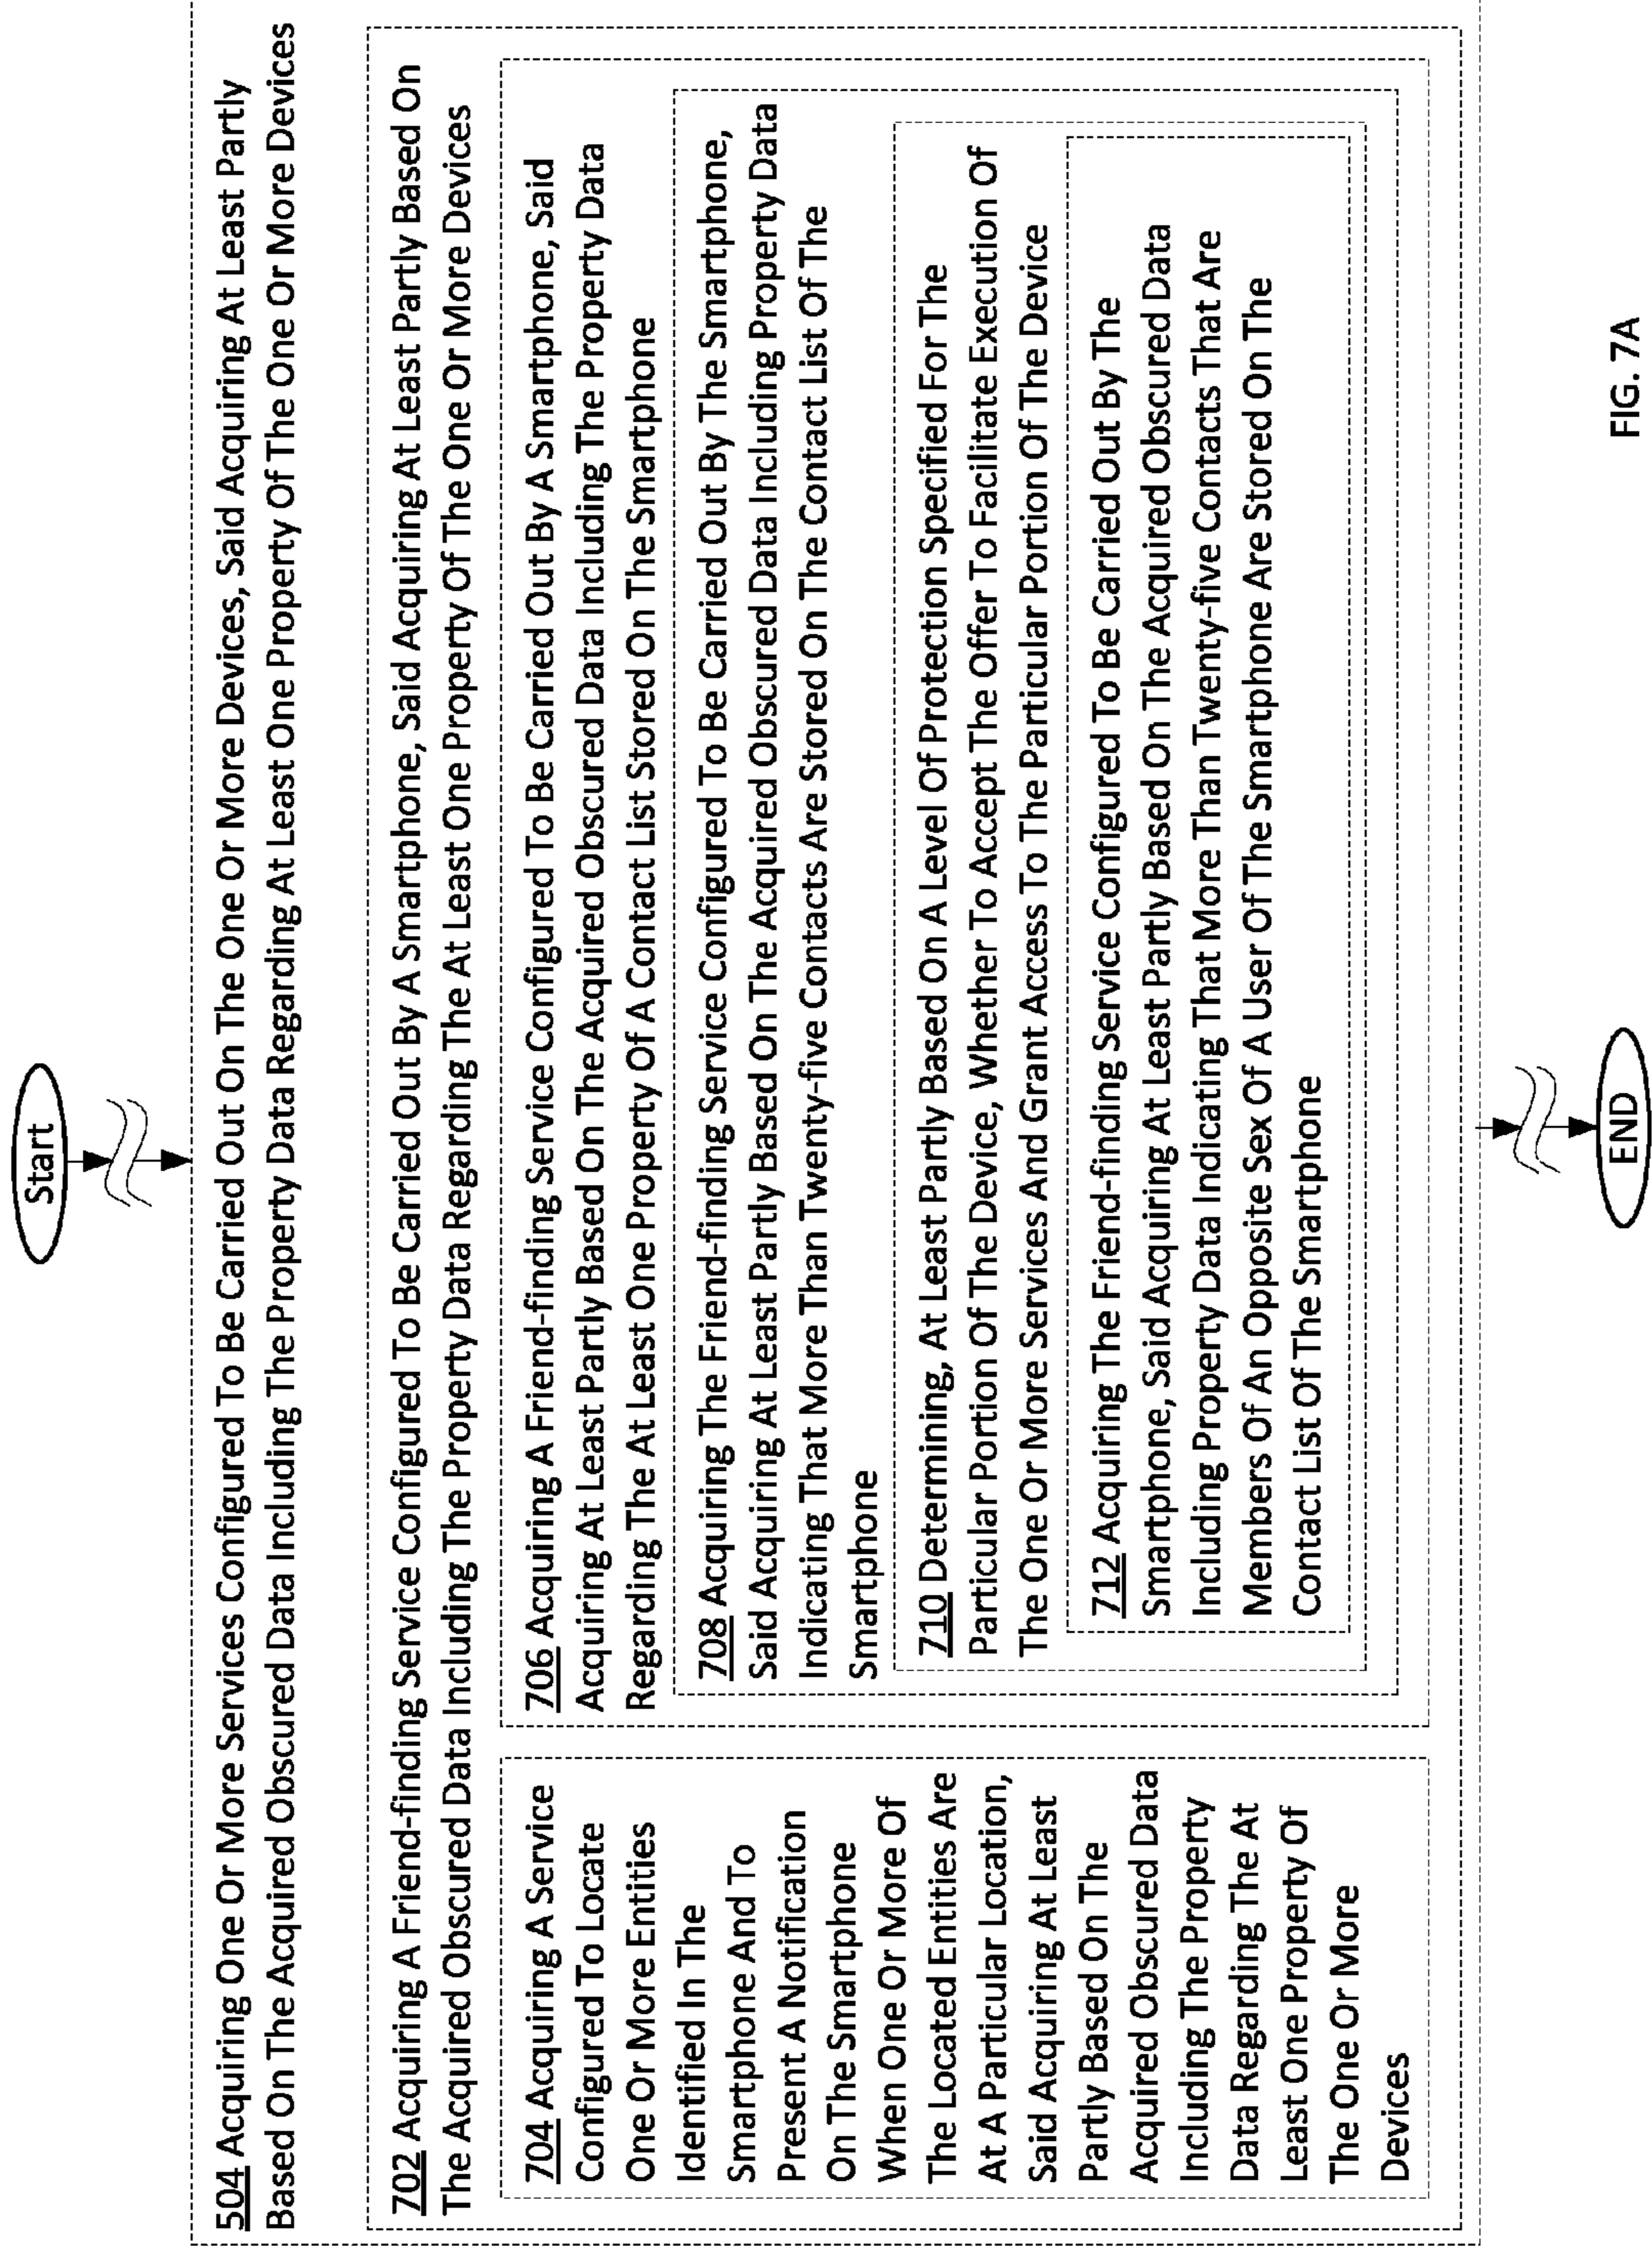 Start
504 Acquiring One Or More Services Configured To Be Carried Out On The One Or More Devices, Said Acquiring At Least Partly
Based On The Acquired Obscured Data Including The Property Data Regarding At Least One Property Of The One Or More Devices
702 Acquiring A Friend-finding Service Configured To Be Carried Out By A Smartphone, Said Acquiring At Least Partly Based On
The Acquired Obscured Data Including The Property Data Regarding The At Least One Property Of The One Or More Devices
704 Acquiring A Service
Configured To Locate
One Or More Entities
Identified In The
Smartphone And To
Present A Notification
On The Smartphone
When One Or More Of
The Located Entities Are
At A Particular Location,
Said Acquiring At Least
Partly Based On The
Acquired Obscured Data
Including The Property
Data Regarding The At
Least One Property Of
The One Or More
Devices
706 Acquiring A Friend-finding Service Configured To Be Carried Out By A Smartphone, Said
Acquiring At Least Partly Based On The Acquired Obscured Data Including The Property Data
Regarding The At Least One Property Of A Contact List Stored On The Smartphone
708 Acquiring The Friend-finding Service Configured To Be Carried Out By The Smartphone,
Said Acquiring At Least Partly Based On The Acquired Obscured Data Including Property Data
Indicating That More Than Twenty-five Contacts Are Stored On The Contact List Of The
Smartphone
710 Determining, At Least Partly Based On A Level Of Protection Specified For The
Particular Portion Of The Device, Whether To Accept The Offer To Facilitate Execution Of
The One Or More Services And Grant Access To The Particular Portion Of The Device
712 Acquiring The Friend-finding Service Configured To Be Carried Out By The
Smartphone, Said Acquiring At Least Partly Based On The Acquired Obscured Data
Including Property Data Indicating That More Than Twenty-five Contacts That Are
Members Of An Opposite Sex Of A User Of The Smartphone Are Stored On The
Contact List Of The Smartphone
END
FIG. 7A